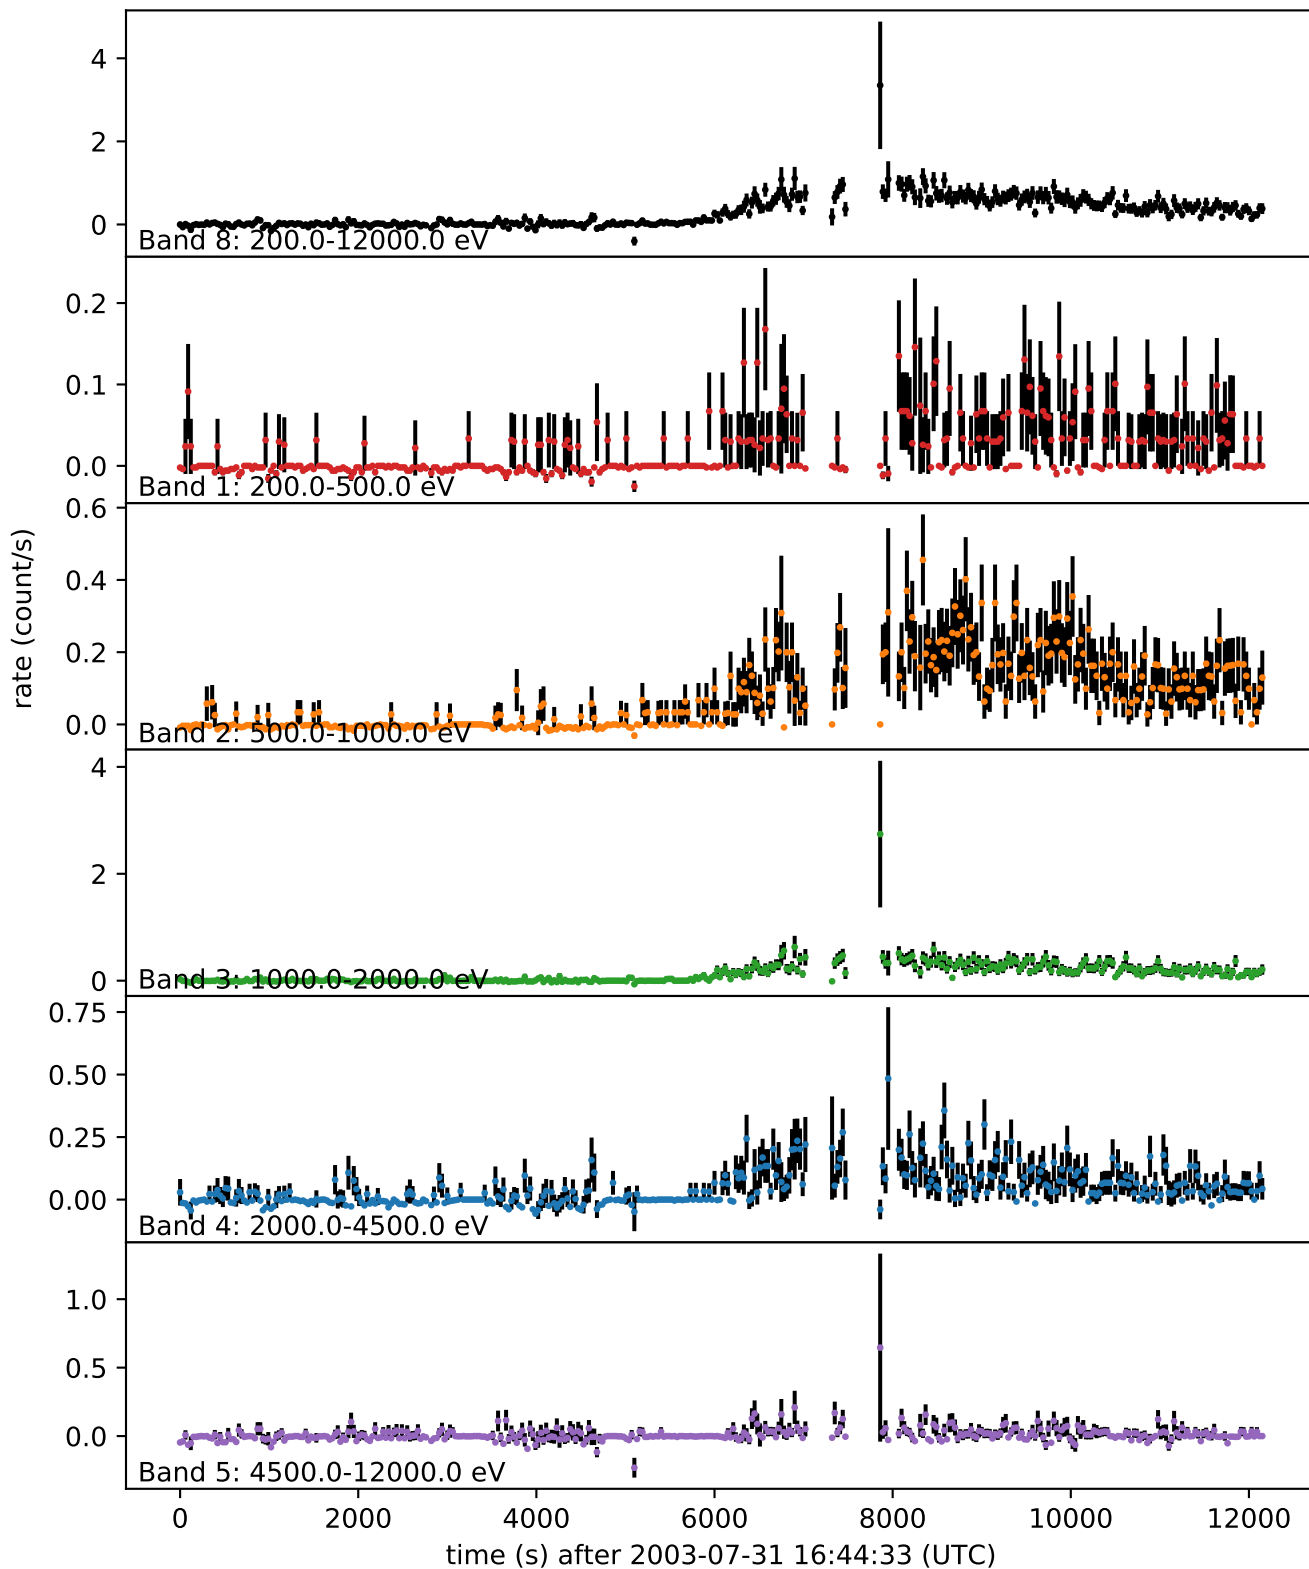 4
2
0
Band 8: 200.0-12000.0 eV
0.2
0.1
0.0
Band 1: 200.0-500.0 eV
0.6
0.4
0.2
0.0
Band 2: 500.0-1000.0 eV
rate (count/s)
4
2
0
Band 3: 1000.0-2000.0 eV
0.75
0.50
0.25
0.00
Band 4: 2000.0-4500.0 eV
1.0
0.5
0.0
Band 5: 4500.0-12000.0 eV
0 2000 4000 6000 8000 10000 12000
time (s) after 2003-07-31 16:44:33 (UTC)